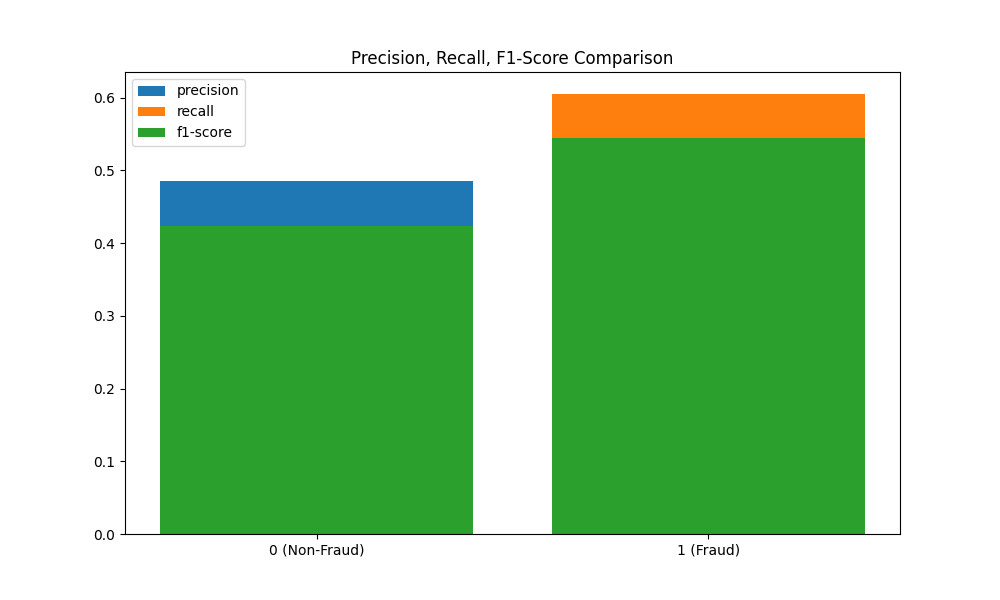 Precision, Recall, F1-Score Comparison
precision
recall
f1-score
0.6
0.5
0.4
0.3
0.2
0.1
0.0
0 (Non-Fraud)
1 (Fraud)